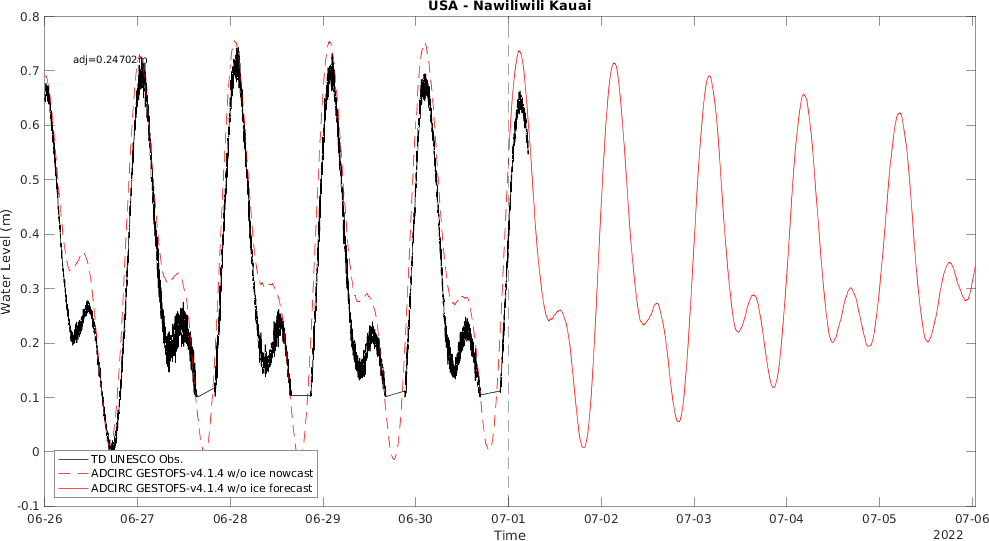 USA - Nawiliwili Kauai
adj=0.24702m
Water Level (m)
0.8
0.7
0.6
0.5
0.4
0.3
0.2
0.1
0
-0.1
TD UNESCO Obs.
ADCIRC GESTOFS-v4.1.4 w/o ice nowcast
ADCIRC GESTOFS-v4.1.4 w/o ice forecast
06-26 06-27 06-28 06-29 06-30 07-01 07-02 07-03 07-04 07-05 07-06
Time
2022